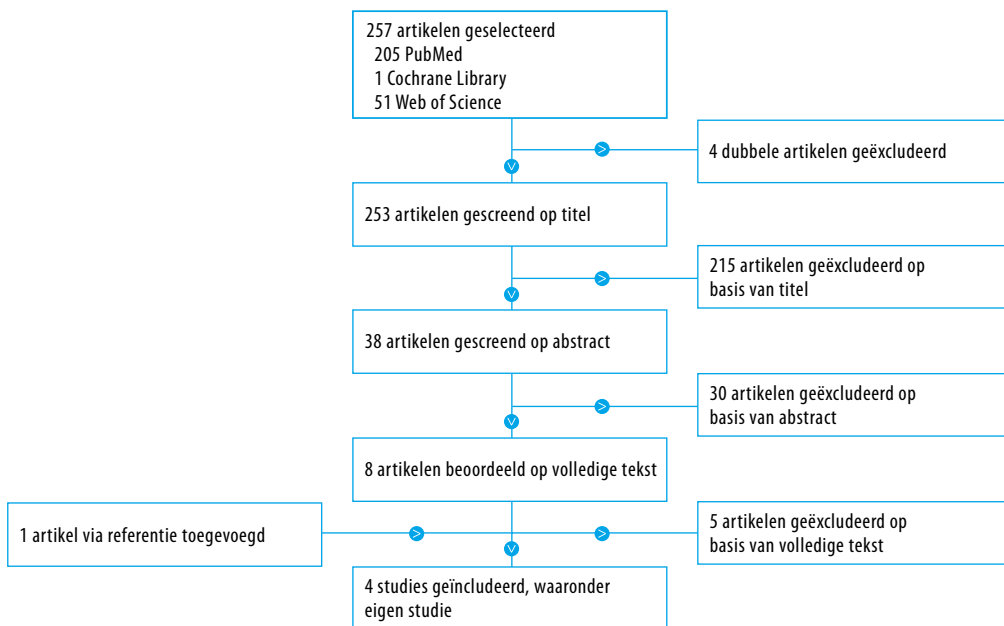 257 artikelen geselecteerd
205 PubMed
1 Cochrane Library
51 Web of Science
4 dubbele artikelen geëxcludeerd
253 artikelen gescreend op titel
215 artikelen geëxcludeerd op
basis van titel
38 artikelen gescreend op abstract
30 artikelen geëxcludeerd op
basis van abstract
8 artikelen beoordeeld op volledige tekst
1 artikel via referentie toegevoegd
5 artikelen geëxcludeerd op
basis van volledige tekst
4 studies geïncludeerd, waaronder
eigen studie